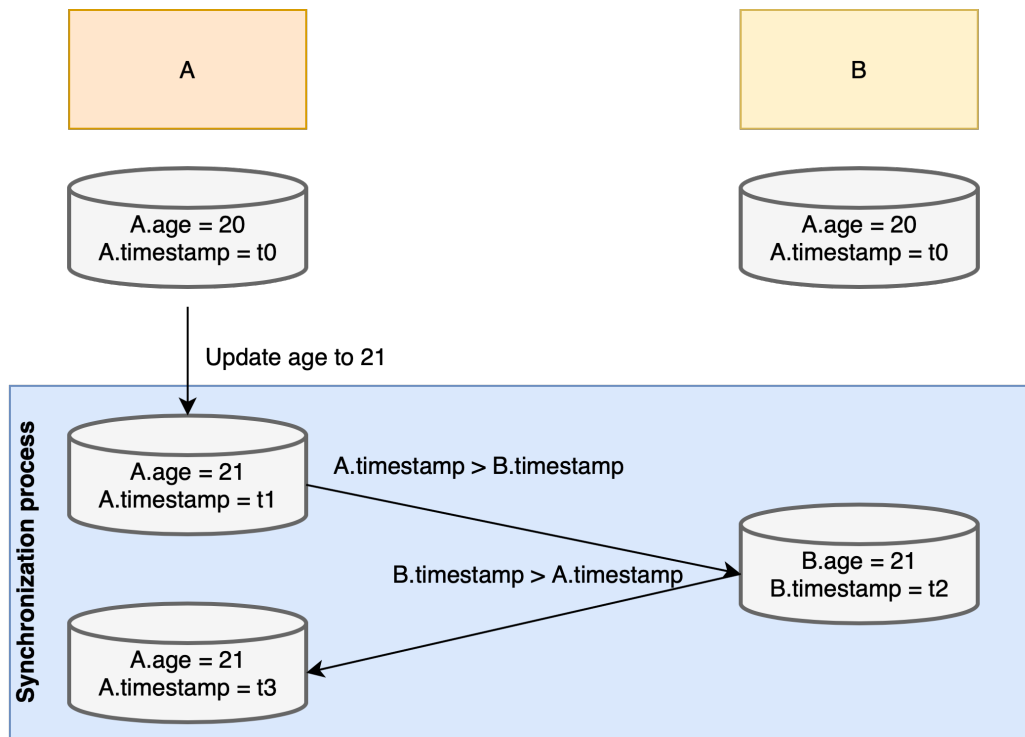 A
B
A.age = 20
A.timestamp = t0
A.age = 20
A.timestamp = t0
Update age to 21
Synchronization process
A.age = 21
A.timestamp = t1
A.timestamp > B.timestamp
B.age = 21
B.timestamp = t2
B.timestamp > A.timestamp
A.age = 21
A.timestamp = t3